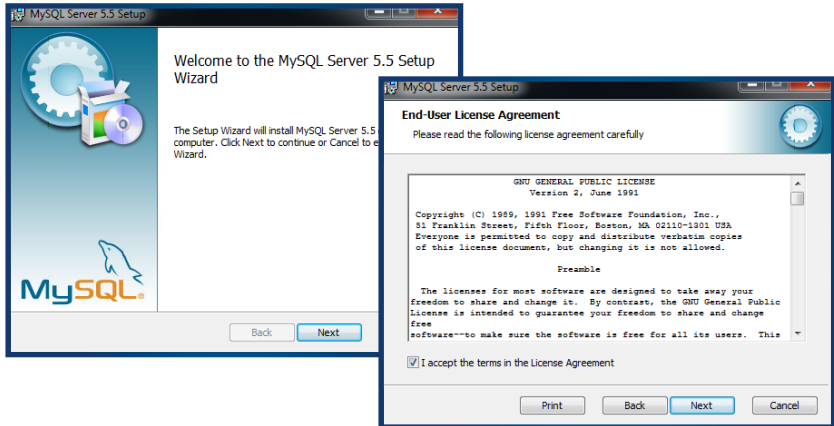 MySQL Server 5.5 Setup
Welcome to the MySQL Server 5.5 Setup
Wizard
The Setup Wizard will install MySQL Server 5.5
computer. Click Next to continue or Cancel to
Wizard.
MySQL
Back
Next
MySQL Server 5.5 Setup
End-User License Agreement
Please read the following license agreement carefully
GNU GENERAL PUBLIC LICENSE
Version 2, June 1991
Copyright (C) 1989, 1991 Free Software Foundation, Inc.,
51 Franklin Street, Fifth Floor, Boston, MA 02110-1301 USA
Everyone is permitted to copy and distribute verbatim copies
of this license document, but changing it is not allowed.
Preamble
The licenses for most software are designed to take away your
freedom to share and change it. By contrast, the GNU General Public
License is intended to guarantee your freedom to share and change
free
software--to make sure the software is free for all its users. This
I accept the terms in the License Agreement
Print
Back
Next
Cancel